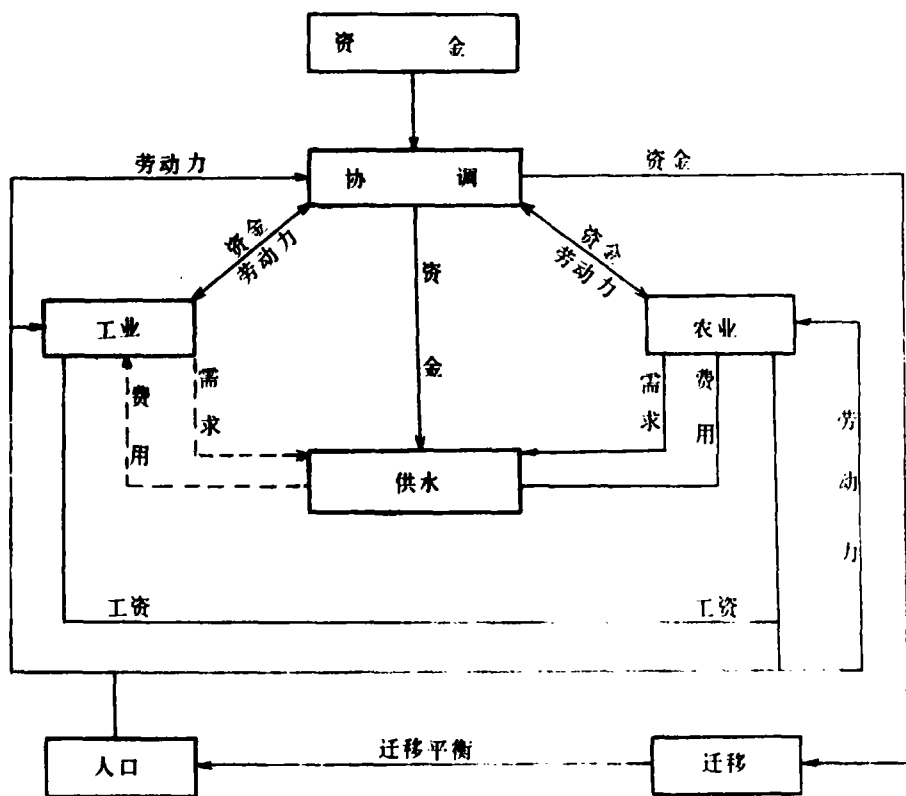 资金
劳动力
协调
资金
资金
劳动力
资金
资金
劳动力
工业
农业
需求
费用
需求
费用
劳动力
供水
工资
工资
人口
迁移平衡
迁移